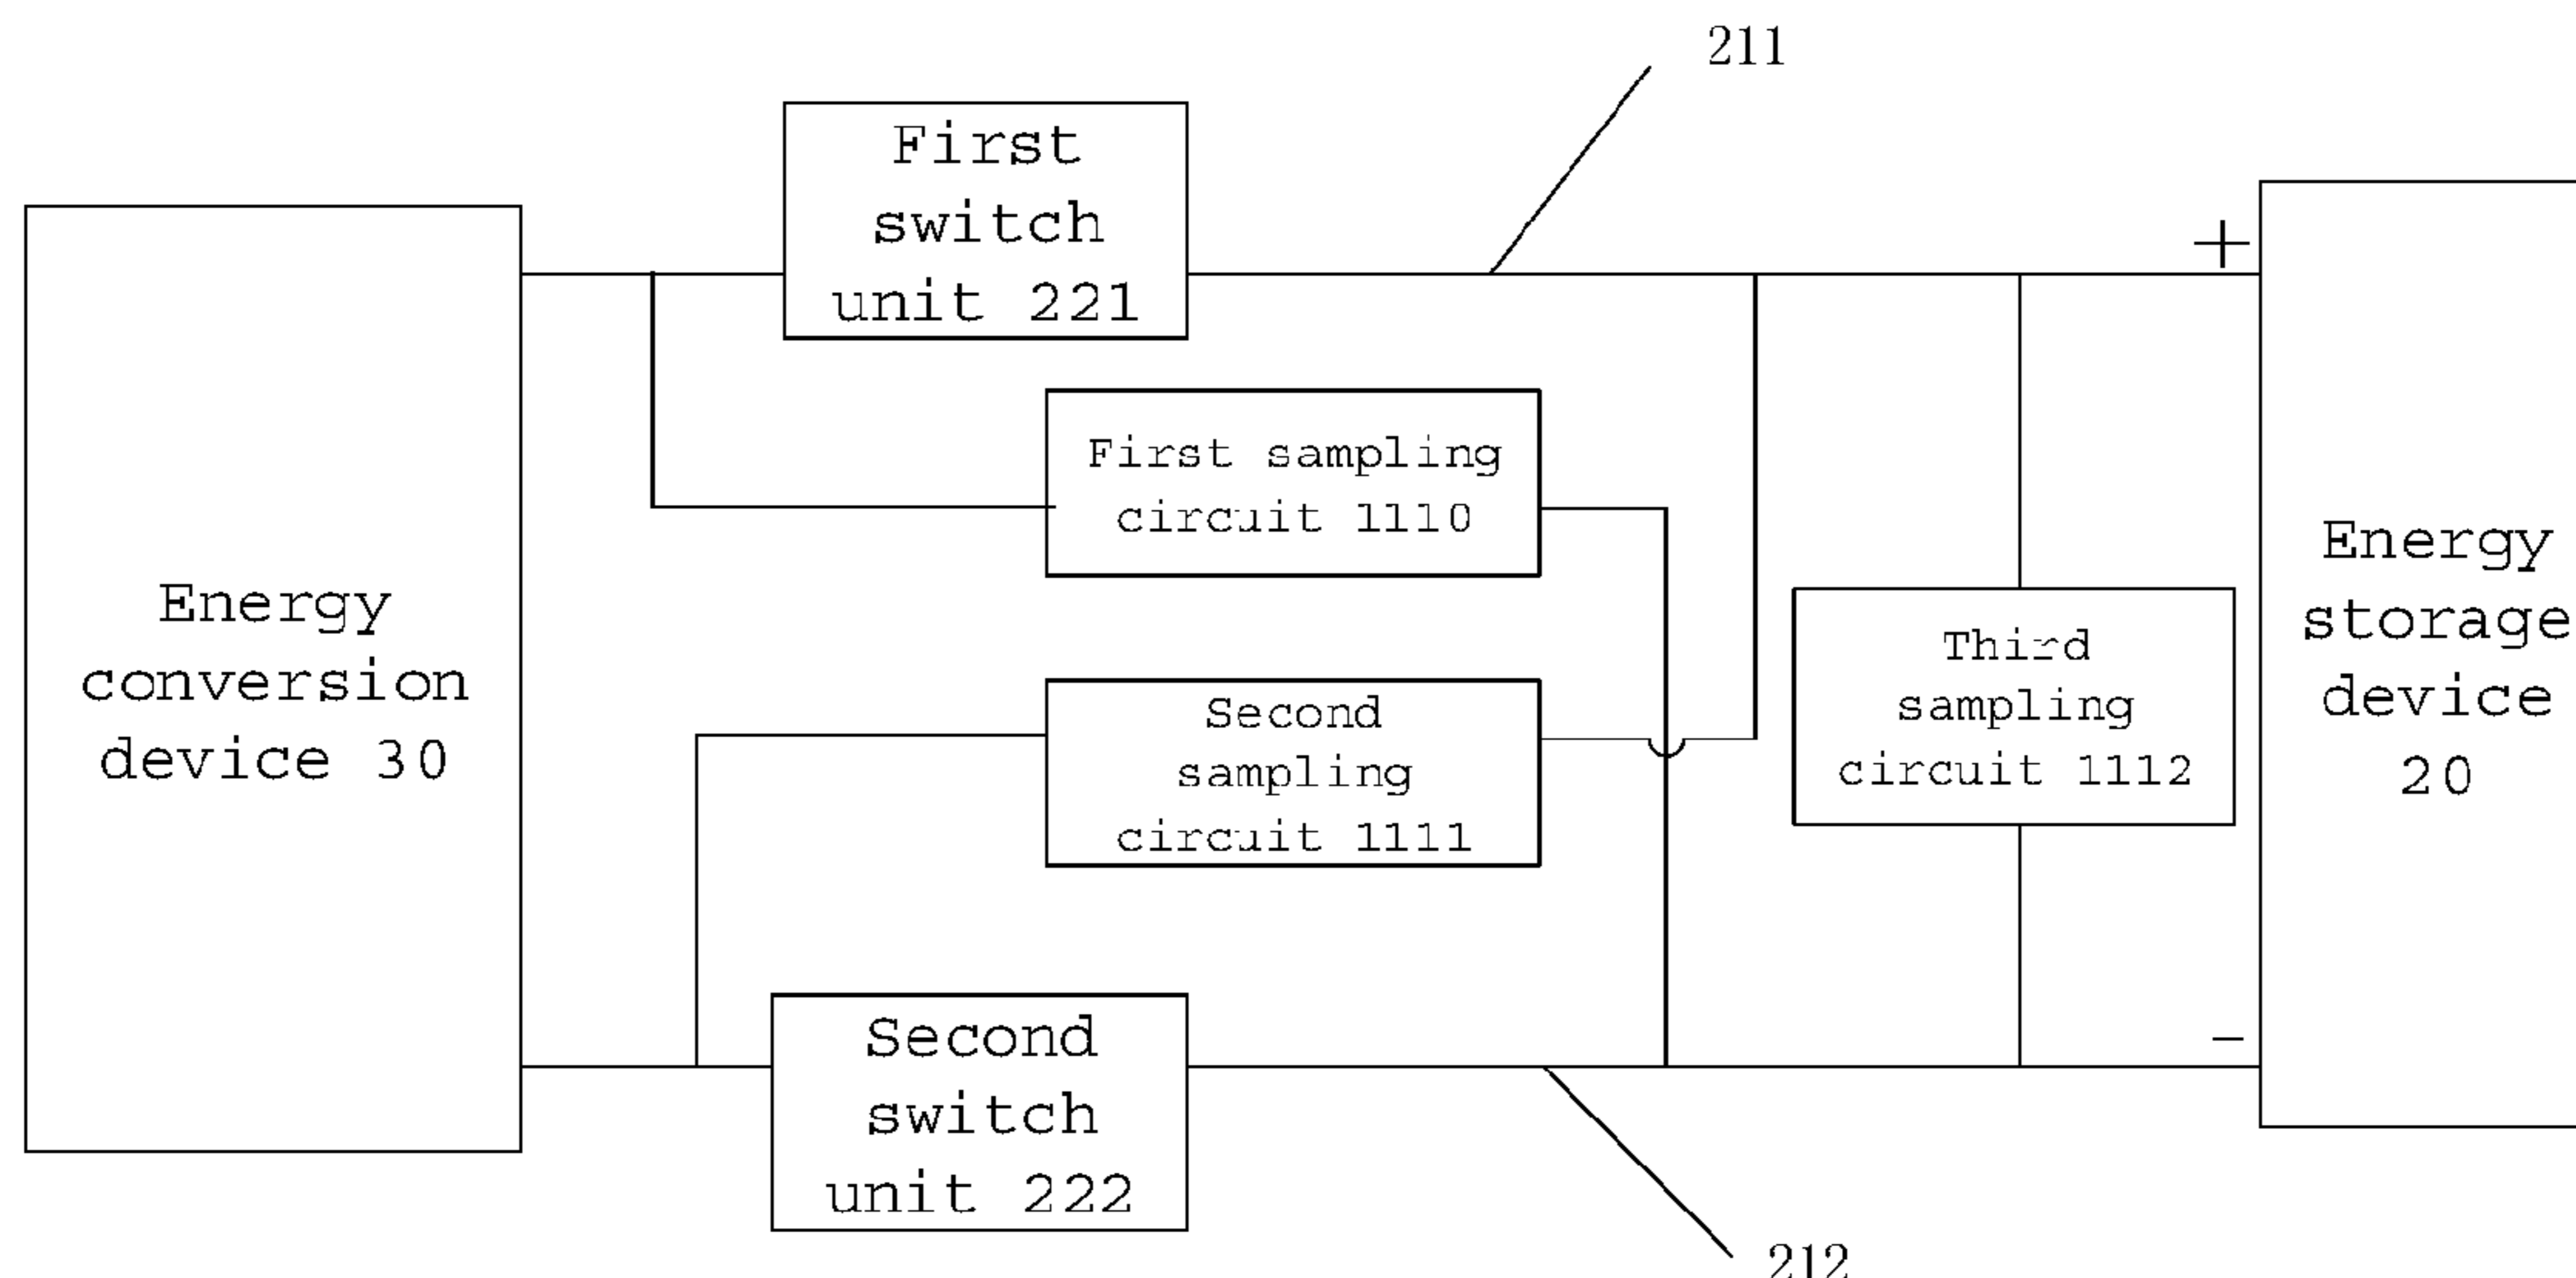 211
First
switch
unit 221
+
First sampling
circuit 1110
Energy
conversion
device 30
Second
sampling
circuit 1111
Third
sampling
circuit 1112
Energy
storage
device
20
-
Second
switch
unit 222
212